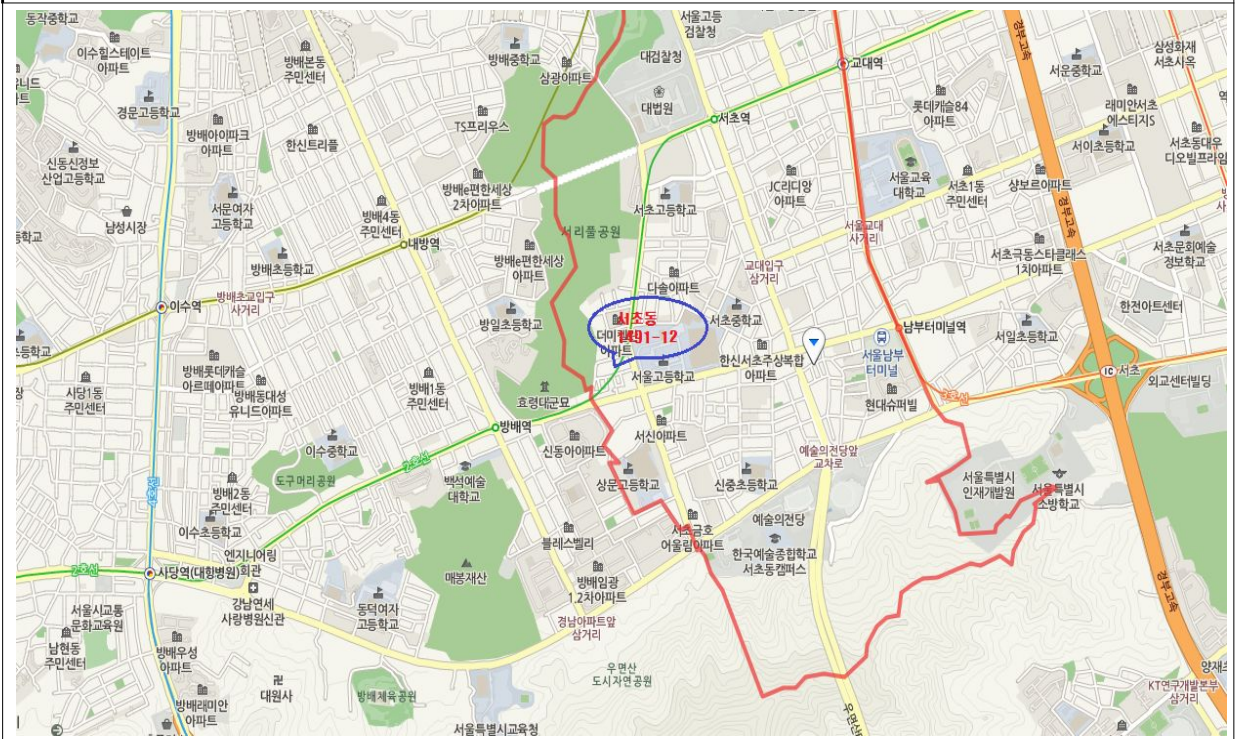 동작중학교
이수힐스테이트
아파트
방배본동
주민센터
방배중학교
삼광아파트
서울고등
검찰청
대검찰청
교대역
서운중학교
삼성화재
서초사옥
경부고속
유니드
경문고등학교
방배아이파크
아파트
한신트리플
TS프리우스
대법원
서초역
롯데캐슬84
아파트
래미안서초
에스티지S
서이초등학교
서초동대우
디오빌프라임
신동신정보
산업고등학교
방배e편한세상
2차아파트
JC리디앙
아파트
서울교육
대학교
서초1동
주민센터
샹보르아파트
서문여자
고등학교
방배4동
주민센터
서초고등학교
남성시장
내방역
서리풀공원
서울교대
사거리
경부고속
방배초등학교
방배e편한세상
아파트
교대입구
삼거리
서초극동스타클래스
1차아파트
서초문화예술
정보학교
다솔아파트
이수역
방배초교입구
사거리
방일초등학교
서초동
1491-12
아파트
서초중학교
한전아트센터
남부터미널역
서일초등학교
방배롯데캐슬
아르떼아파트
서울고등학교
한신서초주상복합
아파트
서울남부
터미널
IC 서초
외교센터빌딩
사당1동
주민센터
방배동대성
유니드아파트
방배1동
주민센터
효령대군묘
현대슈퍼빌
3호선
방배역
신동아아파트
서신아파트
이수중학교
2호선
예술의전당앞
교차로
4호선
도구머리공원
백석예술
대학교
상문고등학교
신중초등학교
서울특별시
인재개발원
서울특별시
소방학교
방배2동
주민센터
이수초등학교
서초금호
어울림아파트
예술의전당
블레스벨리
한국예술종합학교
서초동캠퍼스
엔지니어링
회관
2호선
사당역(대항병원)
매봉재산
방배임광
1.2차아파트
경부고속
강남연세
사랑병원신관
동덕여자
고등학교
서울시교통
문화교육원
경남아파트앞
삼거리
남현동
주민센터
방배우성
아파트
우면산
도시자연공원
대원사
방배체육공원
KT연구개발본부
삼거리
방배래미안
아파트
서울특별시교육청